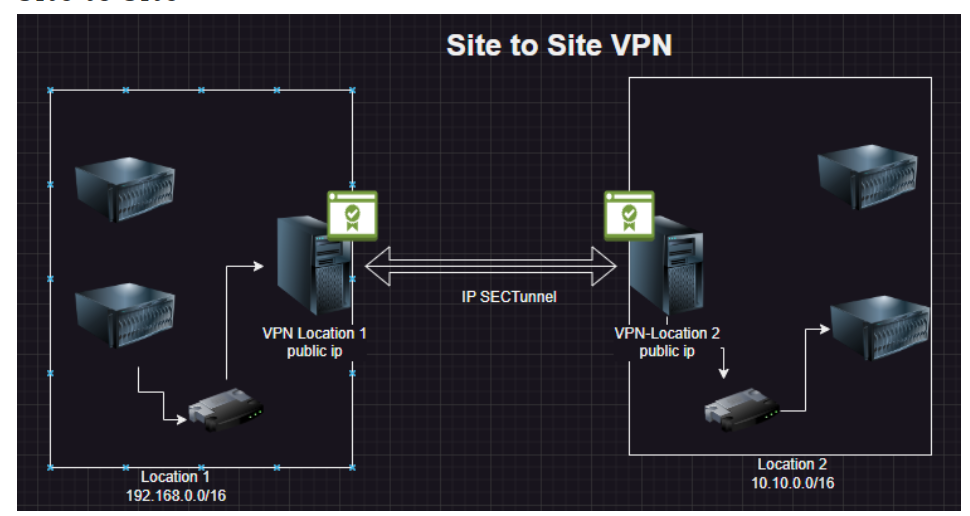 Site to Site VPN
IP SECTunnel
VPN Location 1
public ip
VPN-Location 2
public ip
Location 1
192.168.0.0/16
Location 2
10.10.0.0/16